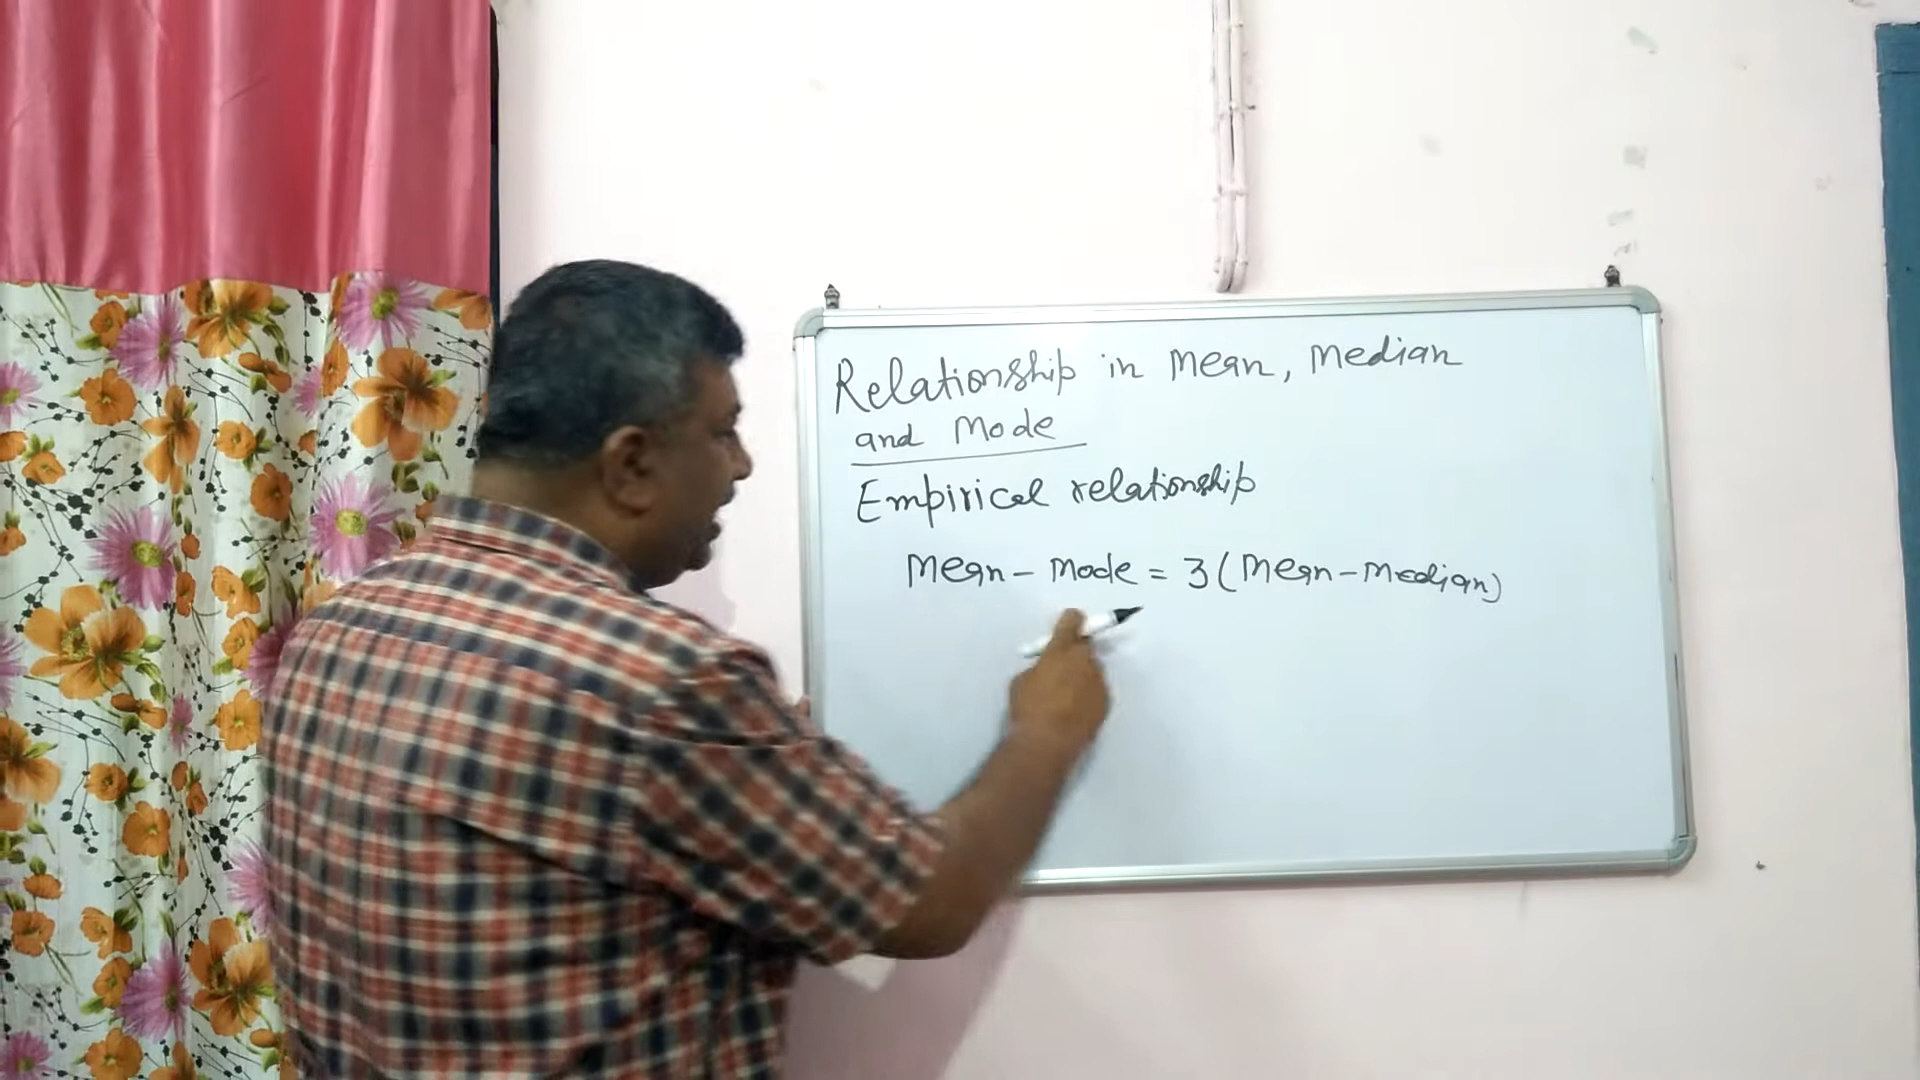 Relationship in Mean, Median
and Mode
Empirical relationship
Mean - Mode = 3 (Mean - Median)